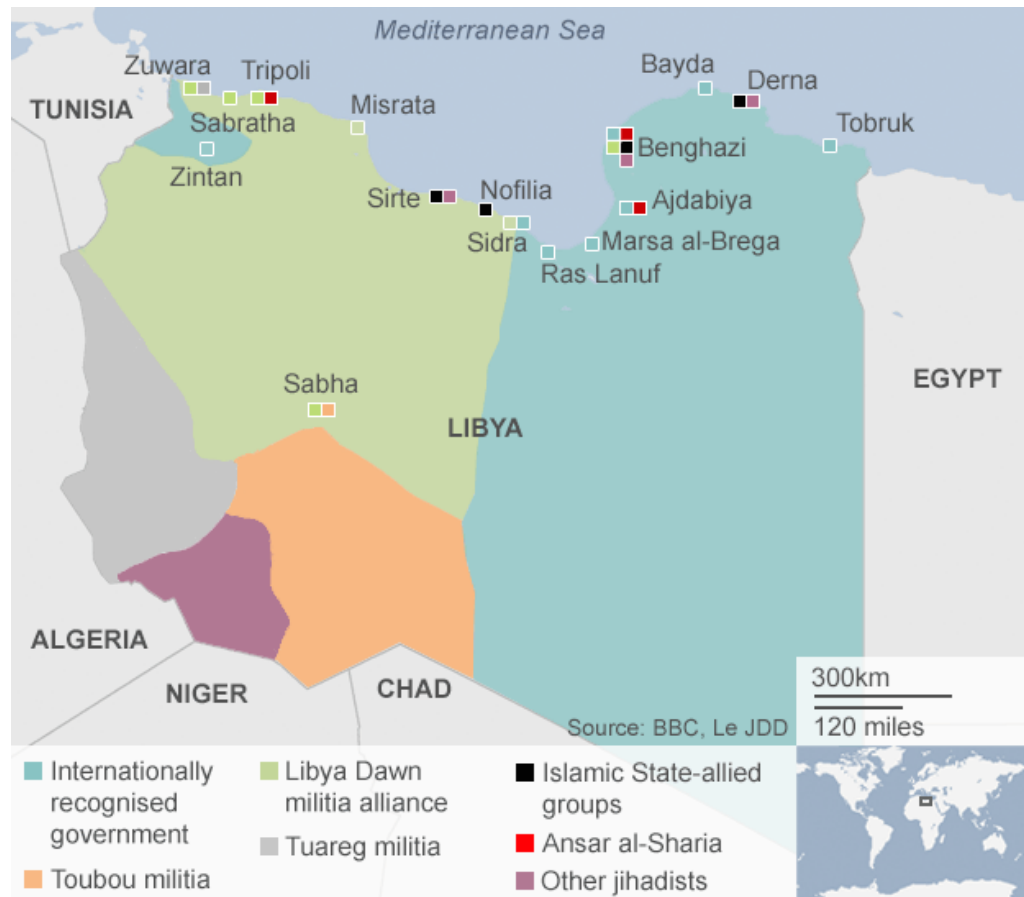 Mediterranean Sea
Zuwara
Tripoli
Bayda
Derna
TUNISIA
Misrata
Sabratha
Tobruk
Benghazi
Zintan
Sirte
Nofilia
Ajdabiya
Sidra
Marsa al-Brega
Ras Lanuf
Sabha
EGYPT
LIBYA
ALGERIA
NIGER
CHAD
300km
120 miles
Source: BBC, Le JDD
Internationally
recognised
government
Toubou militia
Libya Dawn
militia alliance
Tuareg militia
Islamic State-allied
groups
Ansar al-Sharia
Other jihadists